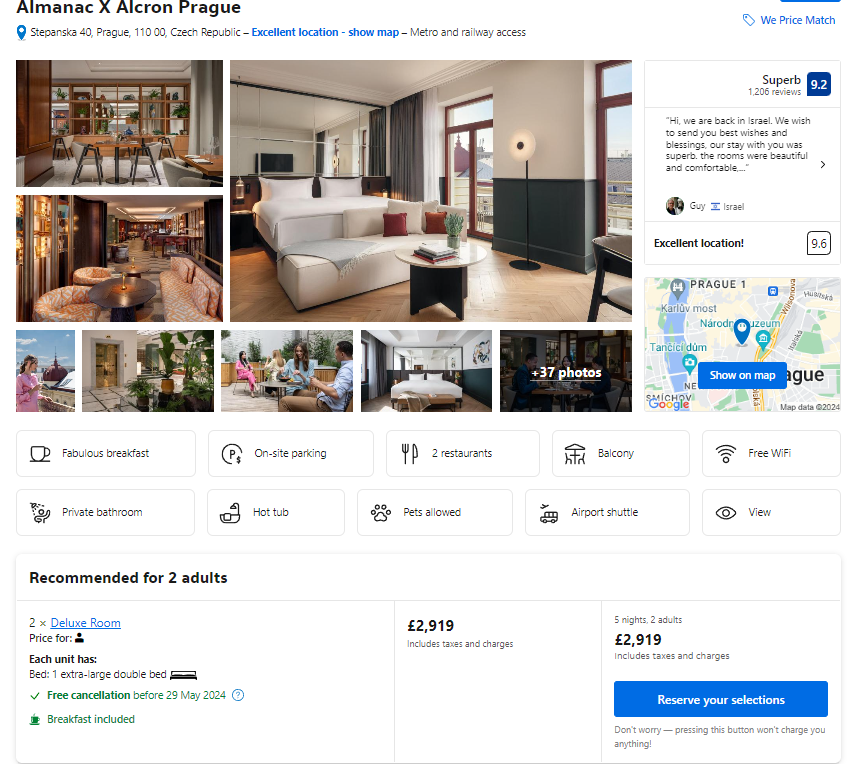 Almanac X Alcron Prague
We Price Match
Stepanska 40, Prague, 110 00, Czech Republic – Excellent location - show map – Metro and railway access
Superb
1,206 reviews
9.2
"Hi, we are back in Israel. We wish
to send you best wishes and
blessings, our stay with you was
superb. the rooms were beautiful
and comfortable,..."
Guy Israel
Excellent location!
9.6
+37 photos
PRAGUE 1
Karlův most
Husitská
Wilsonova
Italská
Tančící dům
SMÍCHOV
Show on map
Google
Map data ©2024
Fabulous breakfast
On-site parking
2 restaurants
Balcony
Free WiFi
Private bathroom
Hot tub
Pets allowed
Airport shuttle
View
Recommended for 2 adults
2 × Deluxe Room
Price for:
Each unit has:
Bed: 1 extra-large double bed
Free cancellation before 29 May 2024
Breakfast included
£2,919
Includes taxes and charges
5 nights, 2 adults
£2,919
Includes taxes and charges
Reserve your selections
Don't worry — pressing this button won't charge you
anything!